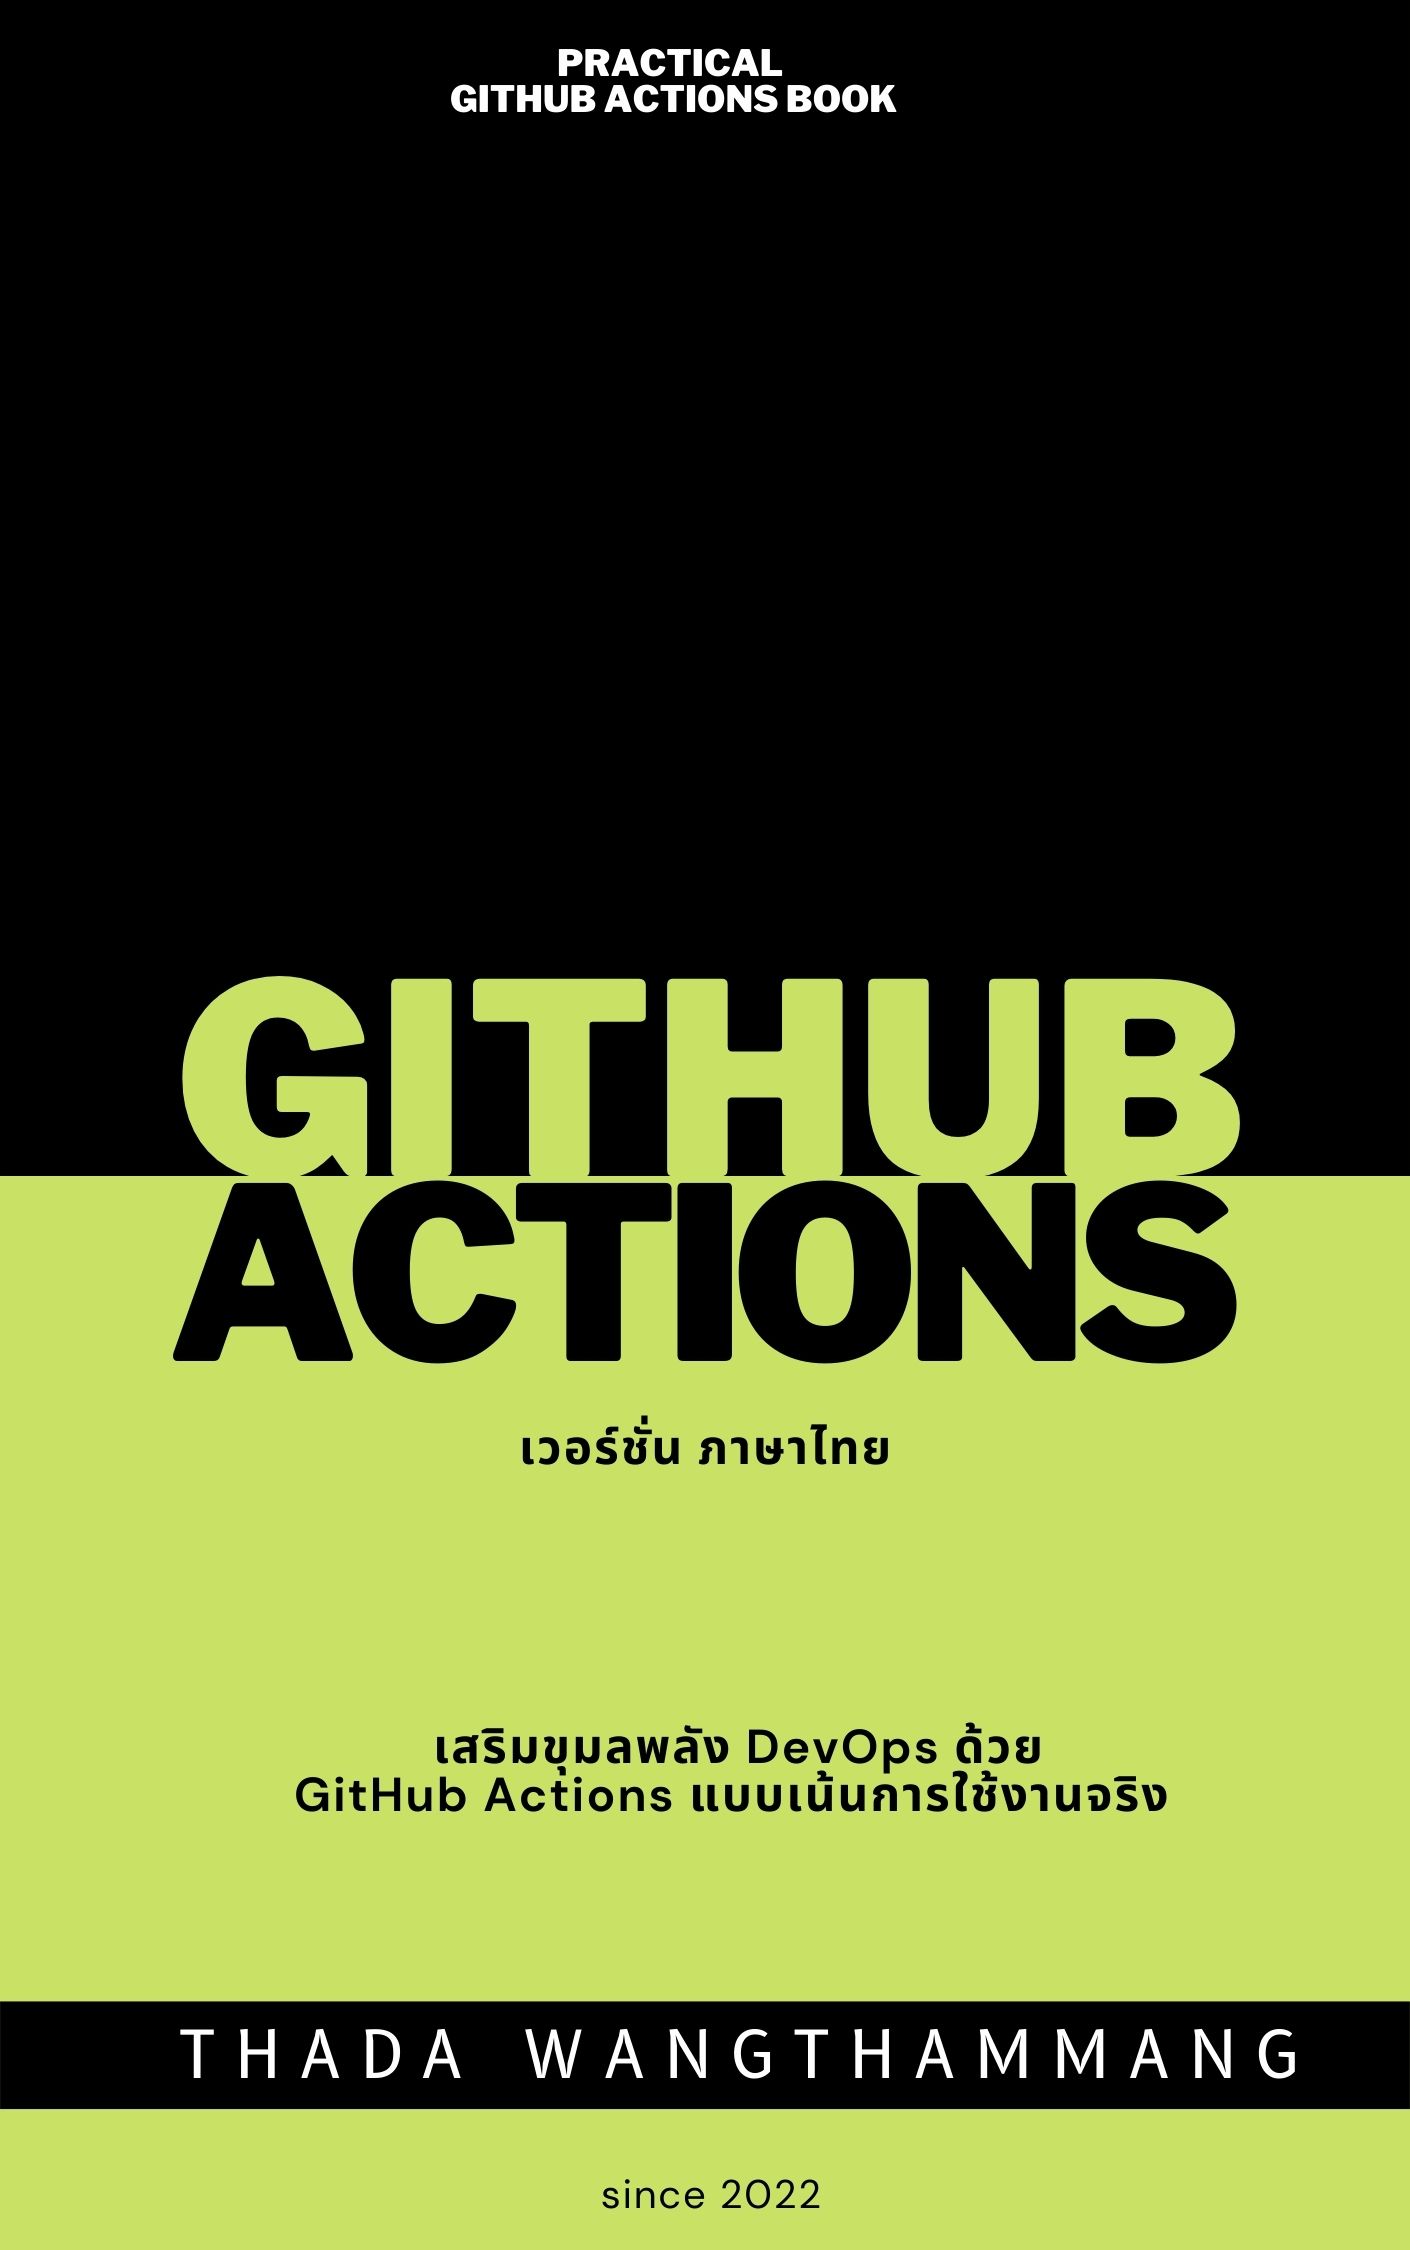 PRACTICAL
GITHUB ACTIONS BOOK
GITHUB
ACTIONS
เวอร์ชั่น ภาษาไทย
เสริมขุมลพลัง DevOps ด้วย
GitHub Actions แบบเน้นการใช้งานจริง
THADA WANGTHAMMANG
since 2022